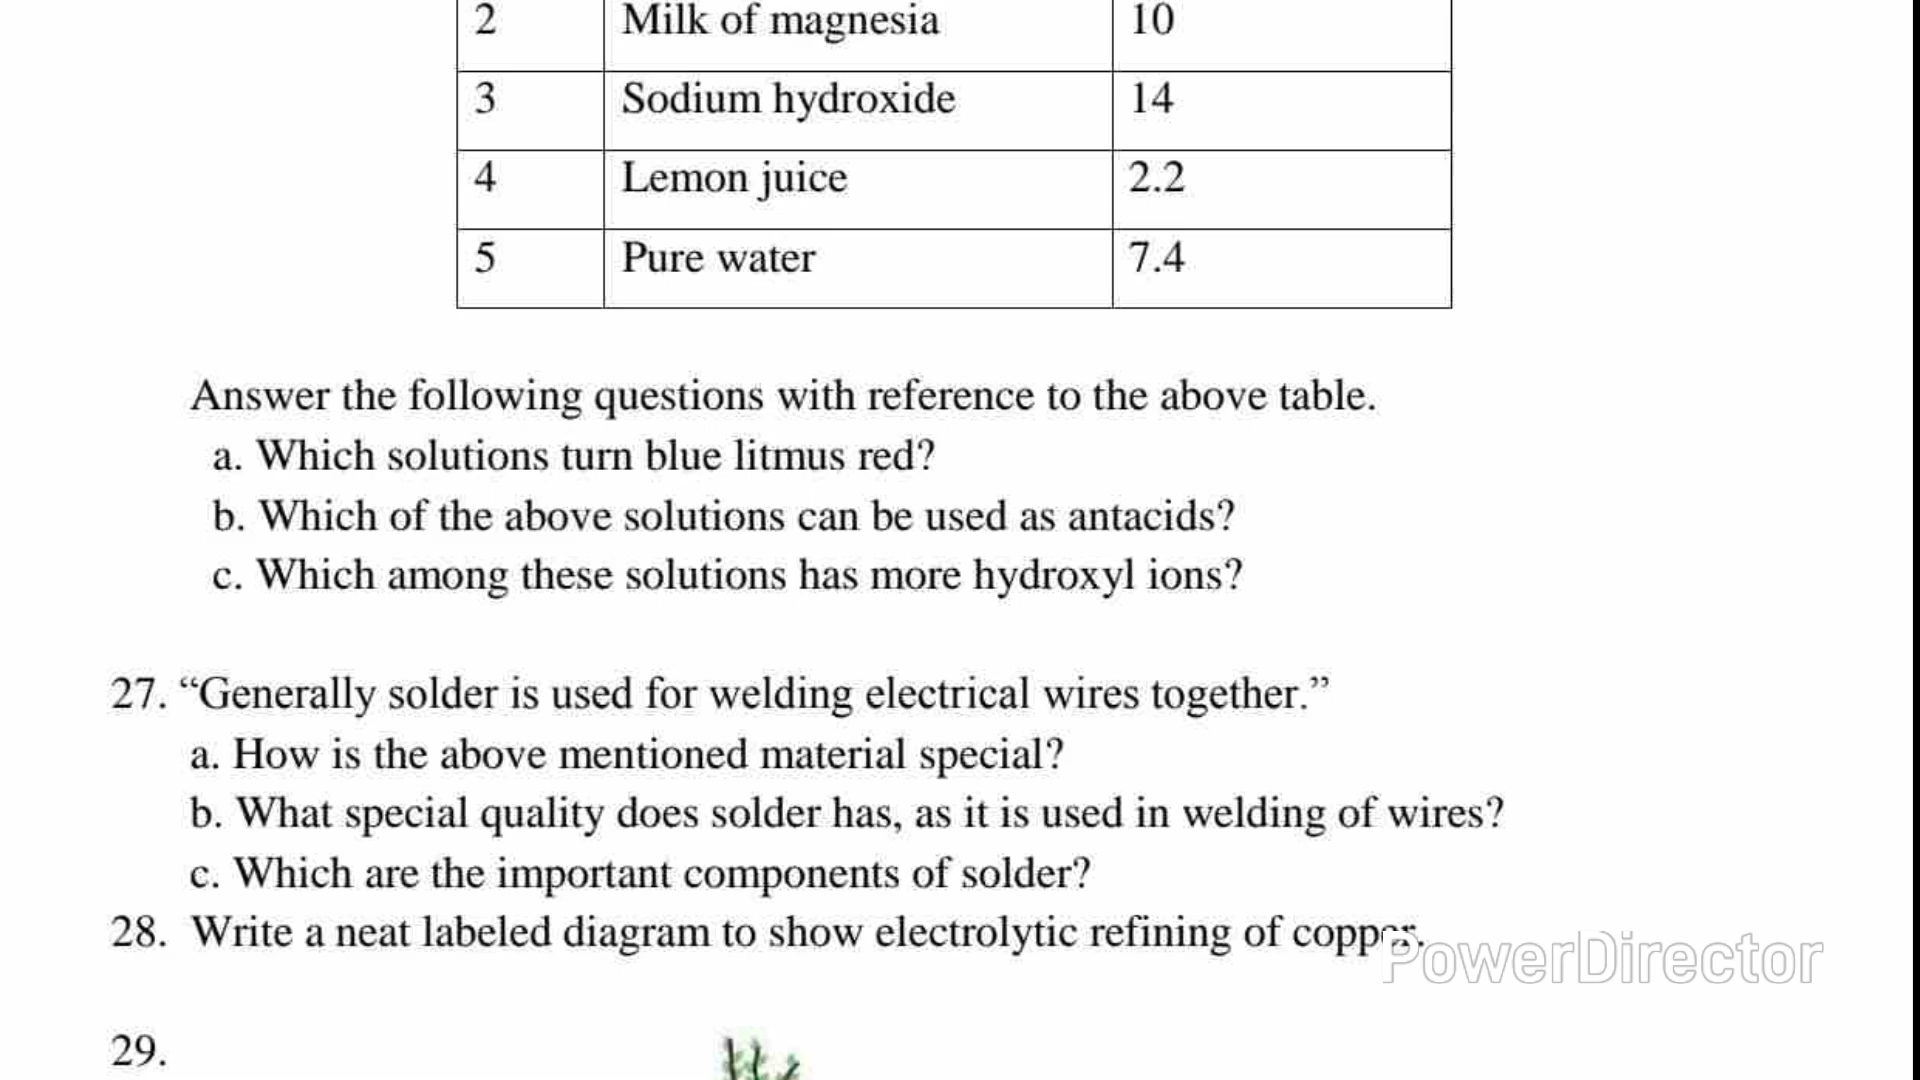 2 Milk of magnesia 10
3 Sodium hydroxide 14
4 Lemon juice 2.2
5 Pure water 7.4
Answer the following questions with reference to the above table.
a. Which solutions turn blue litmus red?
b. Which of the above solutions can be used as antacids?
c. Which among these solutions has more hydroxyl ions?
27. “Generally solder is used for welding electrical wires together.”
a. How is the above mentioned material special?
b. What special quality does solder has, as it is used in welding of wires?
c. Which are the important components of solder?
28. Write a neat labeled diagram to show electrolytic refining of copper.
PowerDirector
29.